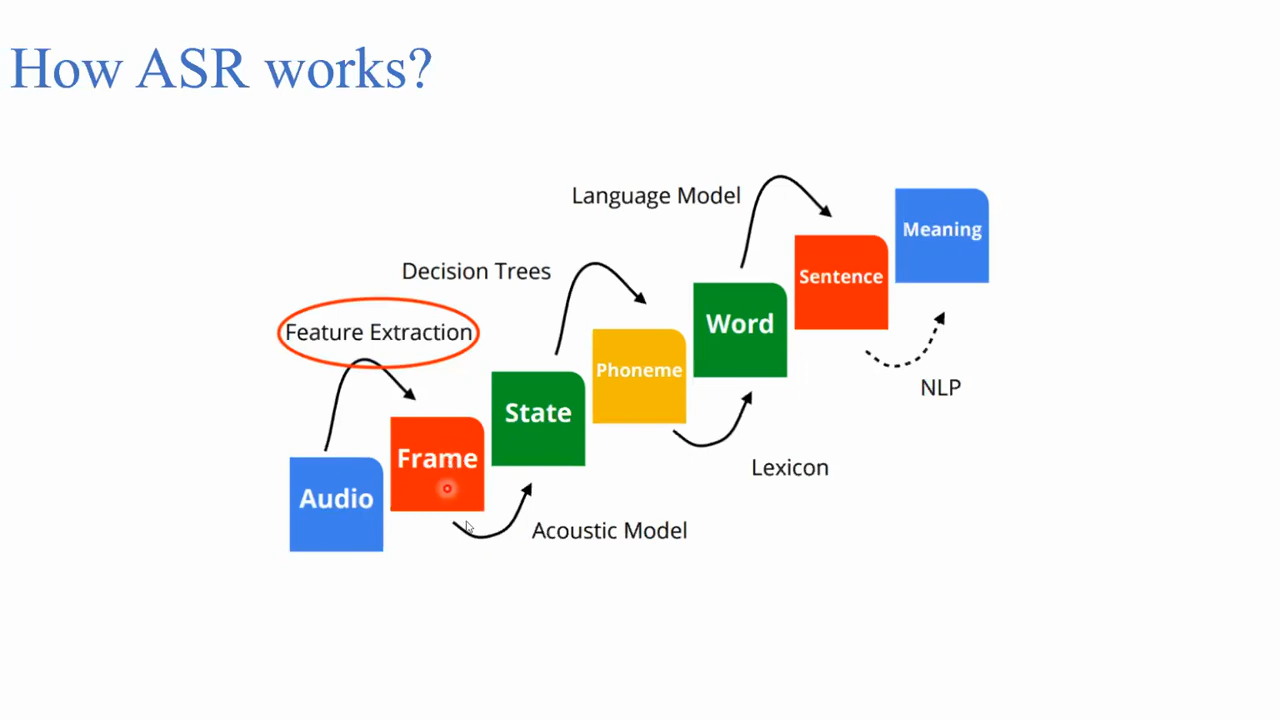 How ASR works?
Language Model
Meaning
Sentence
Decision Trees
Word
Feature Extraction
Phoneme
NLP
State
Frame
Lexicon
Audio
Acoustic Model